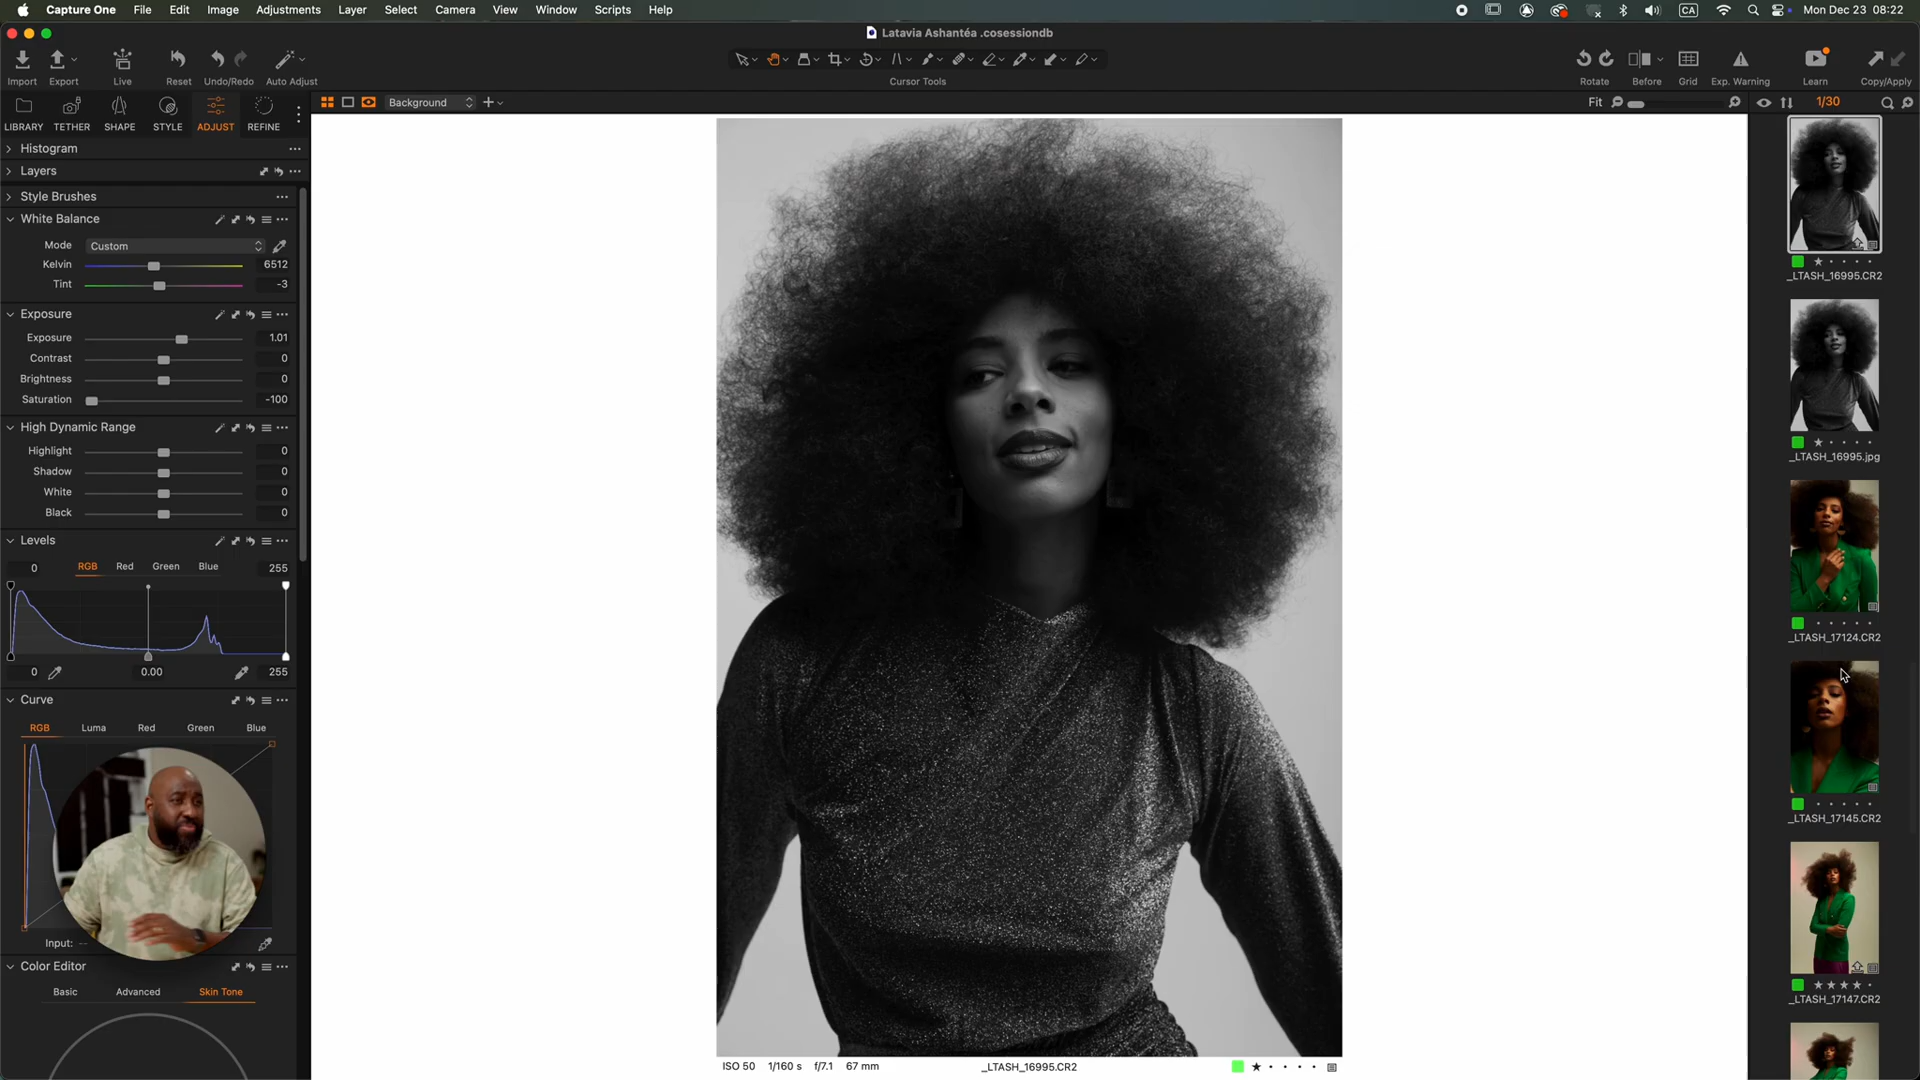 Capture One File Edit Image Adjustments Layer Select Camera View Window Scripts Help
CA Mon Dec 23 08:22
Latavia Ashantéa .cosessiondb
Import Export Live Reset Undo/Redo Auto Adjust Cursor Tools Rotate Before Grid Exp. Warning Learn Copy/Apply
LIBRARY TETHER SHAPE STYLE ADJUST REFINE
Background
Fit
1/30
Histogram
Layers
Style Brushes
White Balance
Mode Custom
Kelvin 6512
Tint -3
Exposure
Exposure 1.01
Contrast 0
Brightness 0
Saturation -100
High Dynamic Range
Highlight 0
Shadow 0
White 0
Black 0
Levels
0 RGB Red Green Blue 255
0 0.00 255
Curve
RGB Luma Red Green Blue
Input: --
Color Editor
Basic Advanced Skin Tone
ISO 50 1/160 s f/7.1 67 mm _LTASH_16995.CR2
_LTASH_16995.CR2
_LTASH_16995.jpg
_LTASH_17124.CR2
_LTASH_17145.CR2
_LTASH_17147.CR2